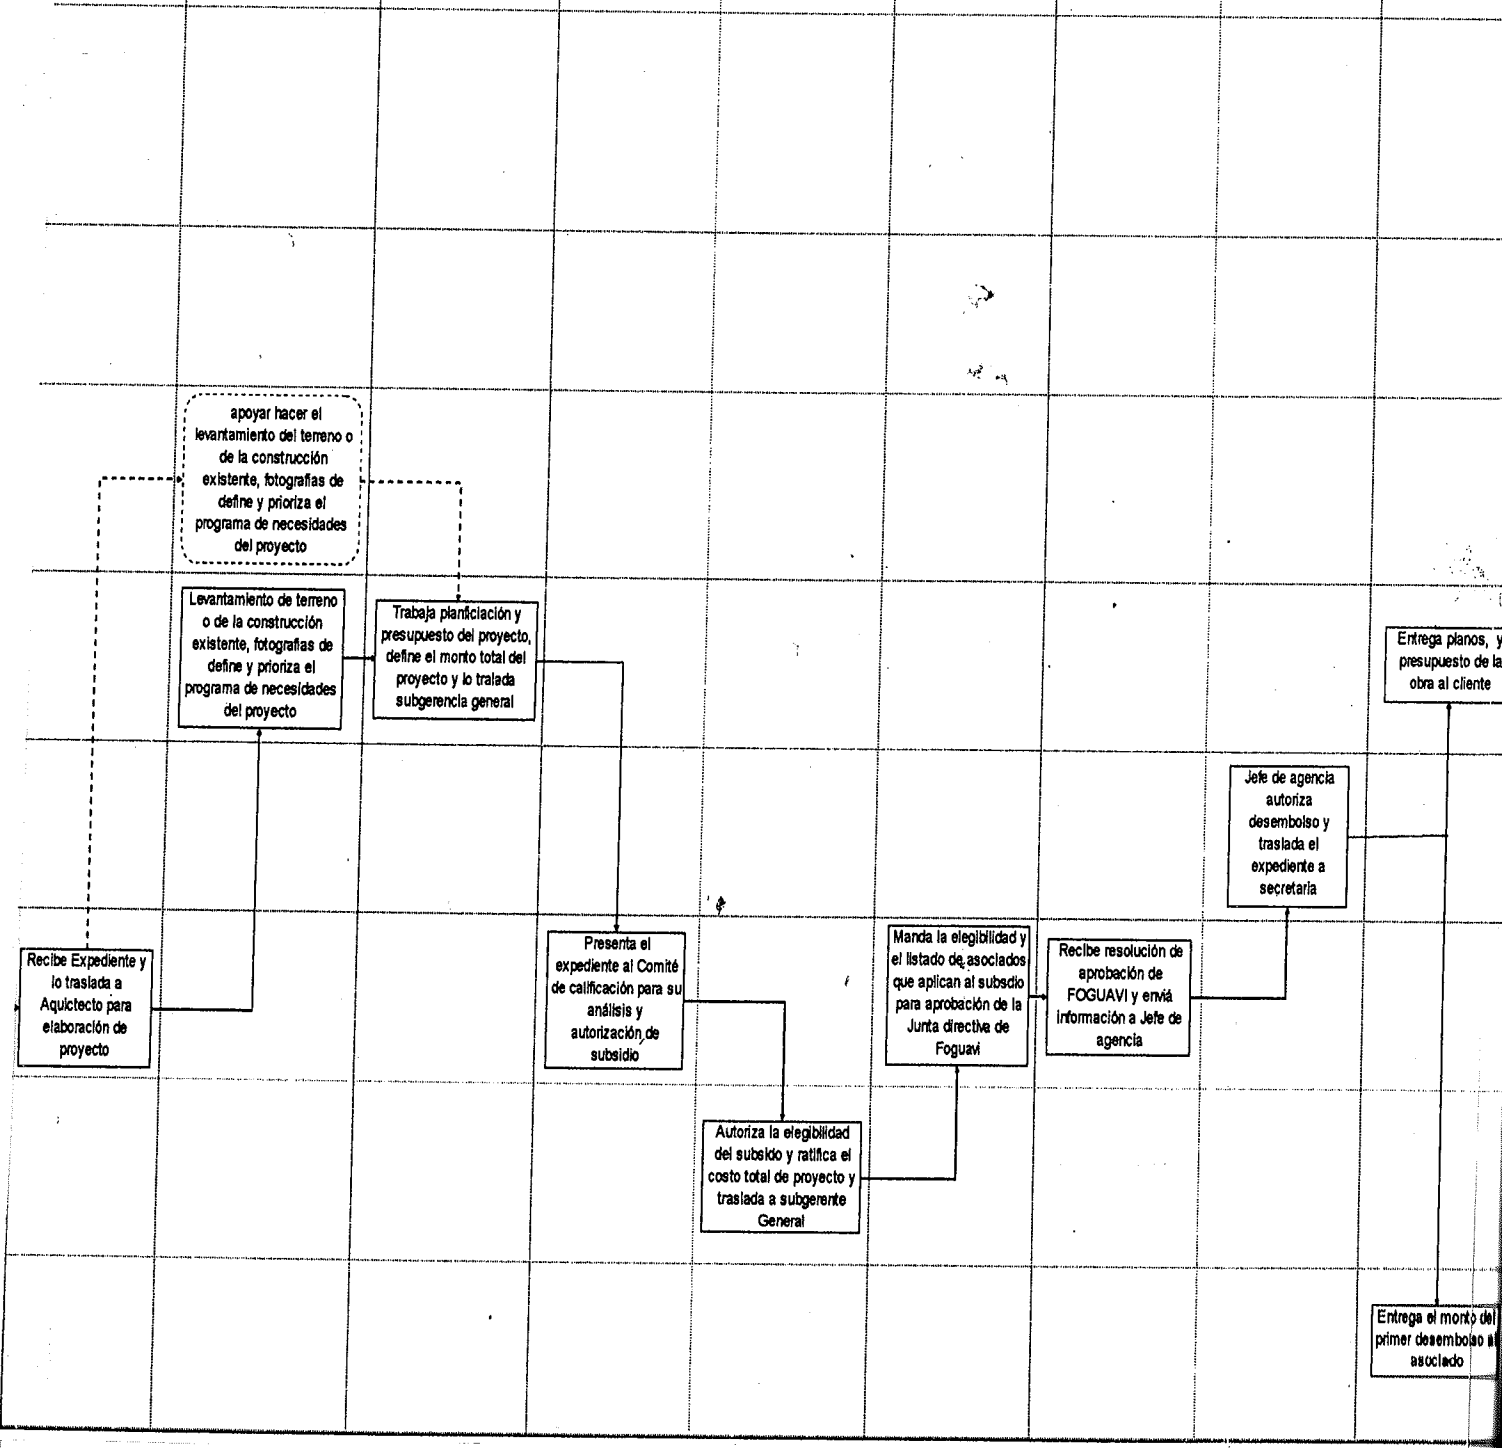 apoyar hacer el
levantamiento del terreno o
de la construcción
existente, fotografias de
define y prioriza el
programa de necesidades
del proyecto
Levantamiento de terreno
o de la construcción
existente, fotografias de
define y prioriza el
programa de necesidades
del proyecto
Trabaja planficiación y
presupuesto del proyecto,
define el monto total del
proyecto y lo tralada
subgerencia general
Entrega planos, y
presupuesto de la
obra al cliente
Jefe de agencia
autoriza
desembolso y
traslada el
expediente a
secretaria
Recibe Expediente y
lo traslada a
Aquictecto para
elaboración de
proyecto
Presenta el
expediente al Comité
de calificación para su
análisis y
autorización de
subsidio
Manda la elegibilidad y
el listado de asociados
que aplican al subsdio
para aprobación de la
Junta directiva de
Foguavi
Recibe resolución de
aprobación de
FOGUAVI y enviá
información a Jefe de
agencia
Autoriza la elegibilidad
del subsido y ratifica el
costo total de proyecto y
traslada a subgerente
General
Entrega el monto del
primer desembolso al
asociado